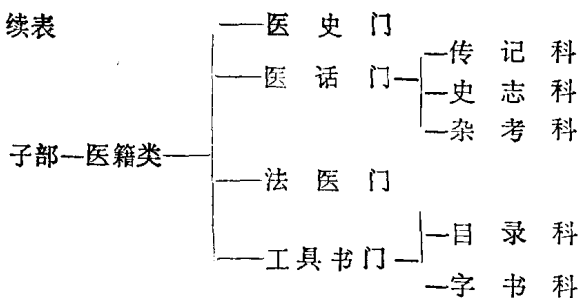 续表
医史门
传记科
医话门
史志科
杂考科
子部—医籍类
法医门
目录科
工具书门
字书科